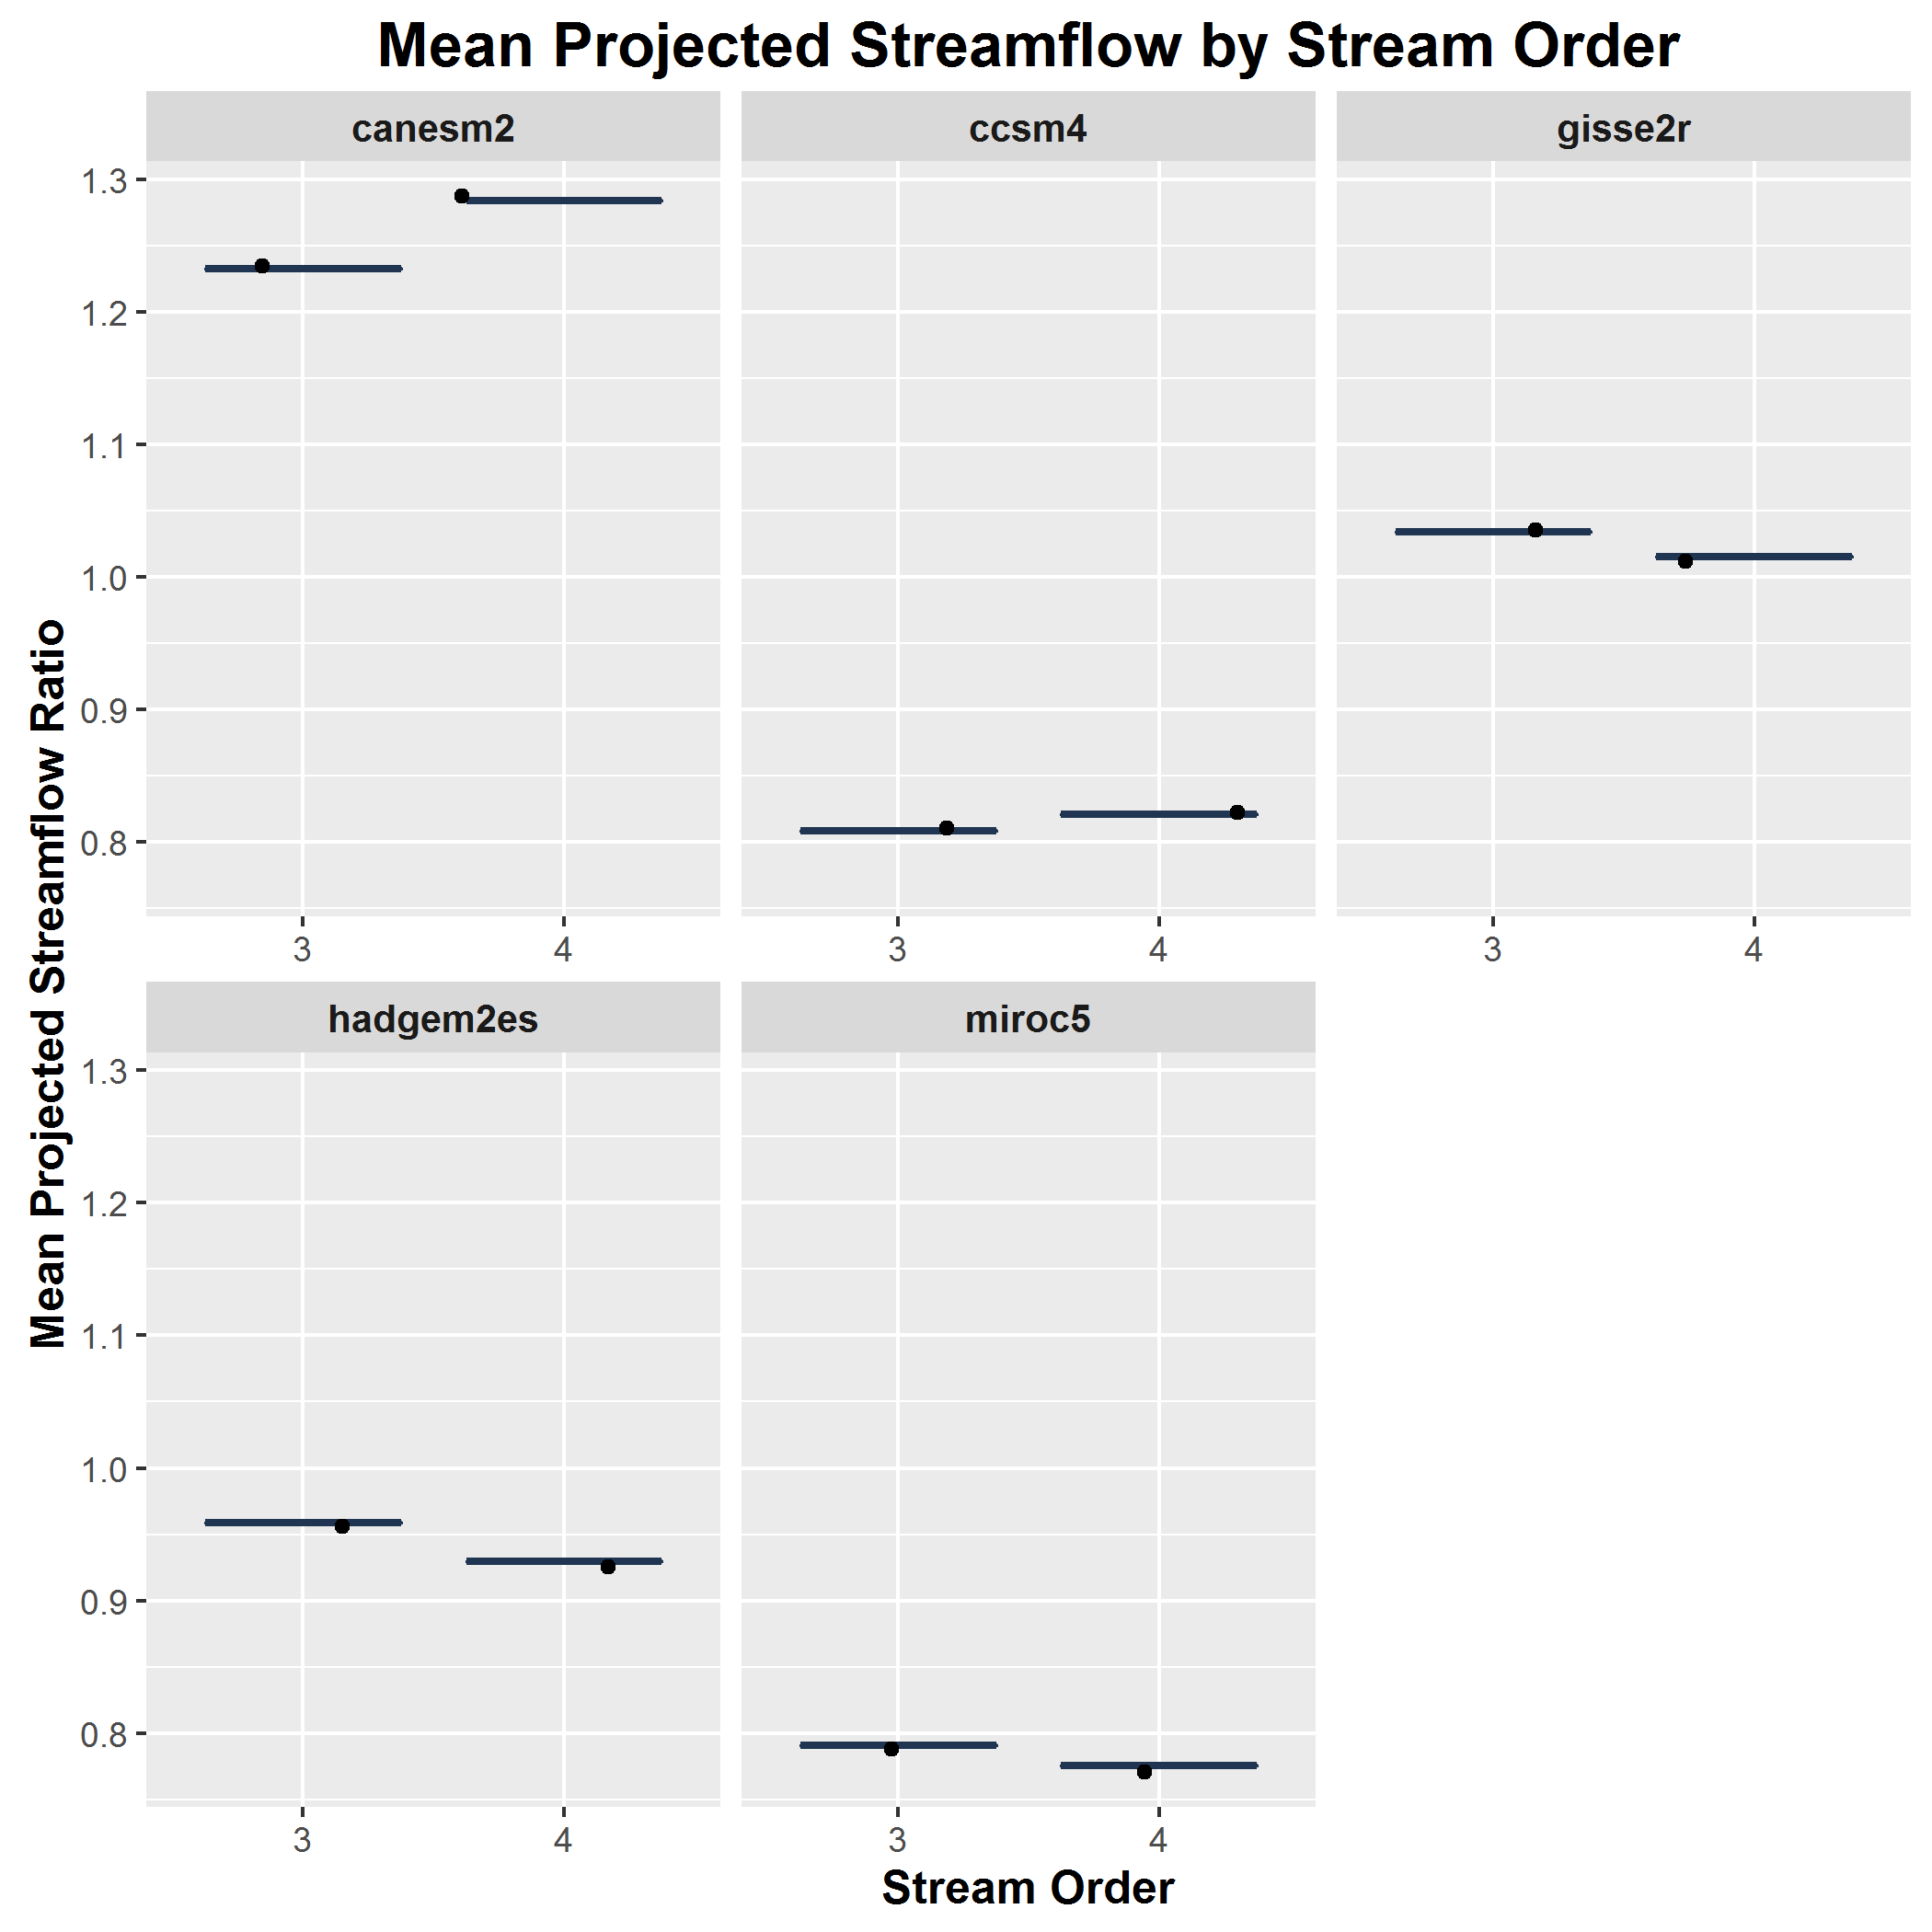 Mean Projected Streamflow by Stream Order
canesm2
ccsm4
gisse2r
1.3
1.2
1.1
1.0
0.9
0.8
3
4
3
4
3
4
Mean Projected Streamflow Ratio
hadgem2es
miroc5
1.3
1.2
1.1
1.0
0.9
0.8
3
4
3
4
Stream Order